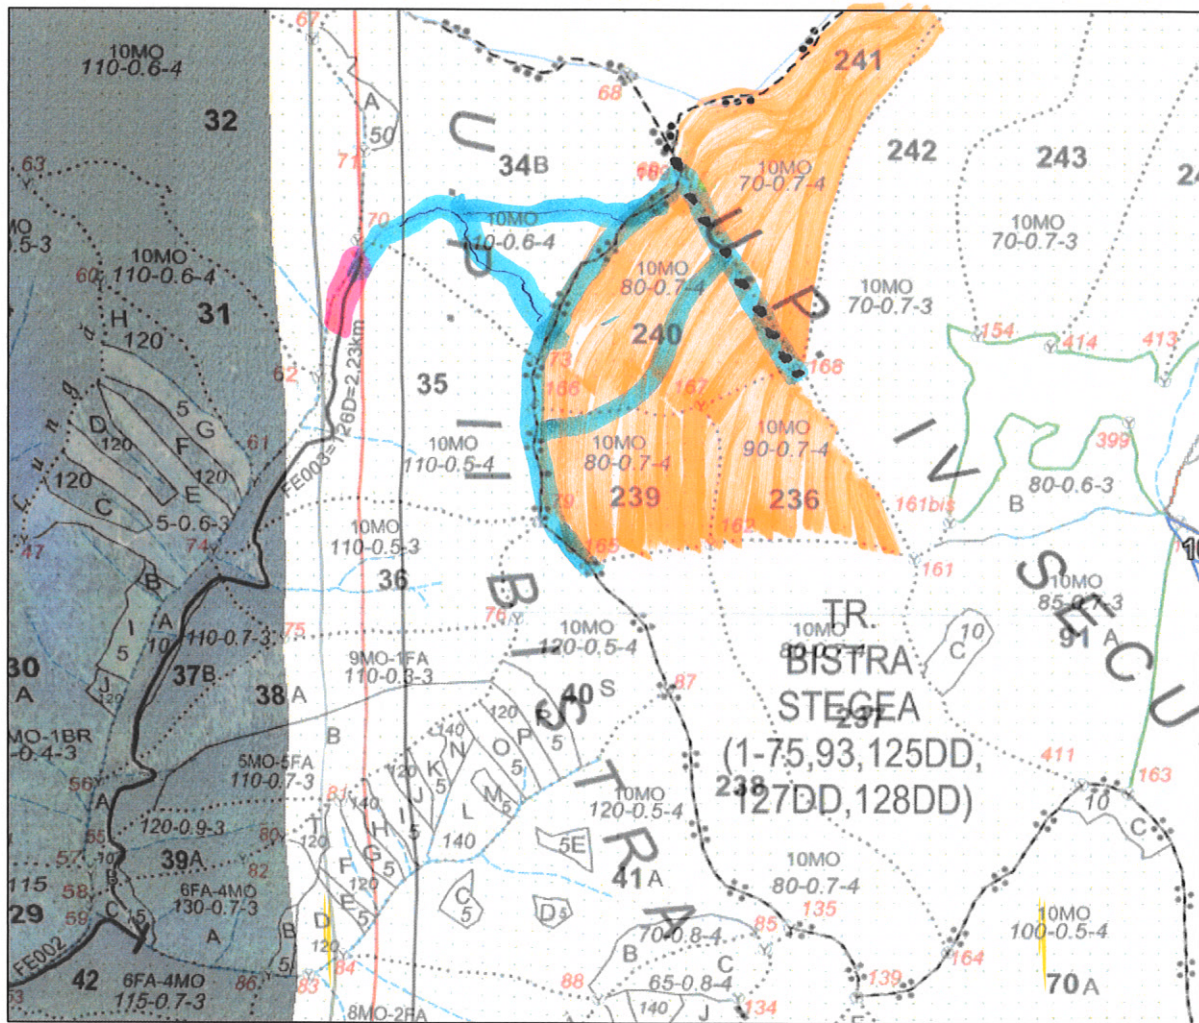 67
10MO
110-0.6-4
32
A
50
71
63
68
U.P. III BISTRA
34B
241
242
243
10MO
70-0.7-4
10MO
70-0.7-3
70
10MO
110-0.6-4
10MO
110-0.6-4
60
31
H
120
10MO
80-0.7-4
240
U.P.
IV SECU
10MO
70-0.7-3
154
414
413
73
168
62
35
166
167
FE003=126D=2,23km
5
G
D
120
F
120
61
E
5-0.6-3
120
C
47
74
10MO
110-0.5-4
10MO
80-0.7-4
239
10MO
90-0.7-4
236
399
80-0.6-3
B
161bis
79
165
162
161
10MO
110-0.5-3
36
B
I
5
A
10
110-0.7-3
75
76
10MO
120-0.5-4
TR.
BISTRA
STEGEA
(1-75,93,125DD,
127DD,128DD)
237
238
10MO
91 A
10
C
30
A
J
120
37B
38A
9MO-1FA
110-0.3-3
40
S
87
B
5MO-5FA
110-0.7-3
56
A
81
120-0.9-3
80
55
57
39A
82
58
59
115
29
6FA-4MO
130-0.7-3
A
C
15
FE002
42
6FA-4MO
115-0.7-3
86
83
84
8MO-2FA
140
N
120
O
P
R
5
K
J
L
M
5
I
H
G
F
E
D
120
T
120
140
10MO
120-0.5-4
5E
41A
C
5
D5
411
163
10
C
10MO
80-0.7-4
135
85
70-0.8-4
B
C
65-0.8-4
88
140
J
134
139
164
10MO
100-0.5-4
70A